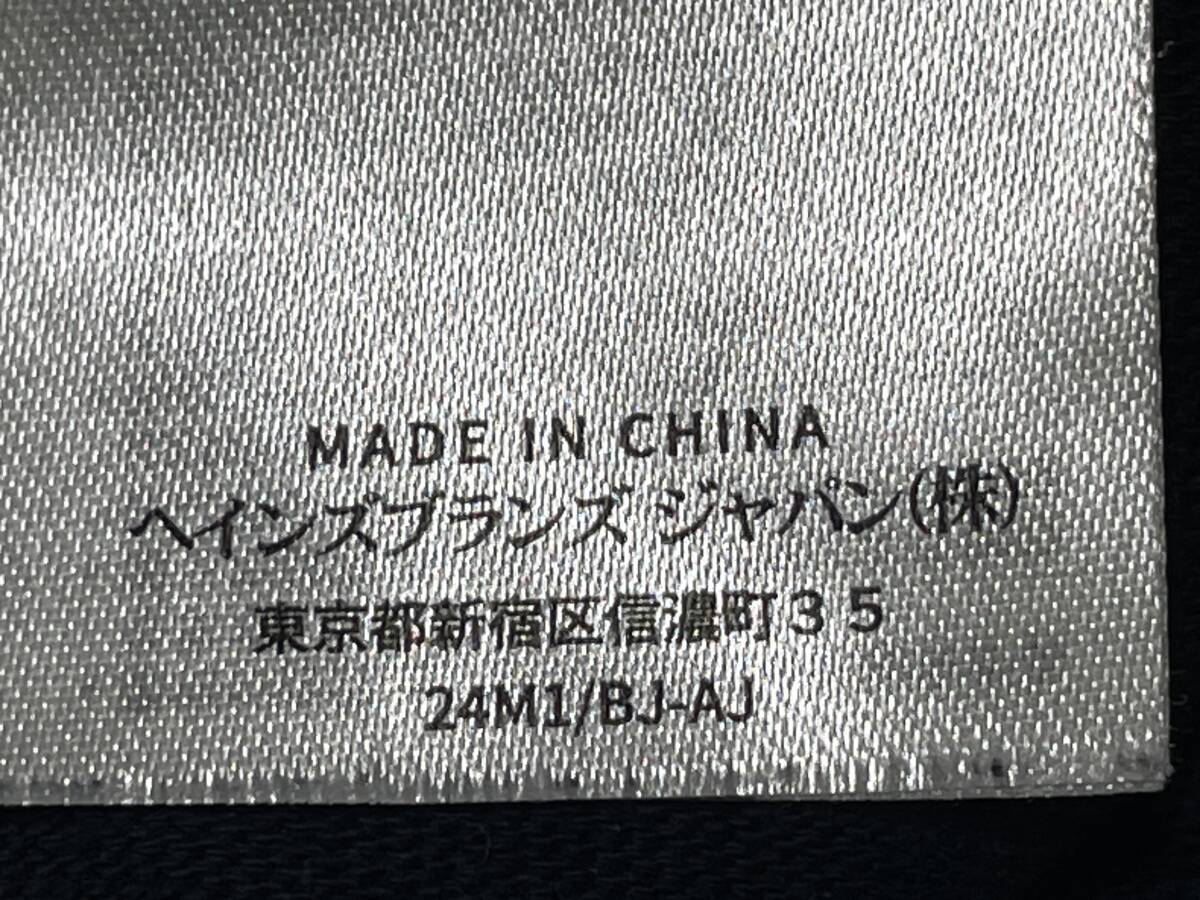 MADE IN CHINA
ヘインズブランズ ジャパン(株)
東京都新宿区信濃町３５
24M1/BJ-AJ